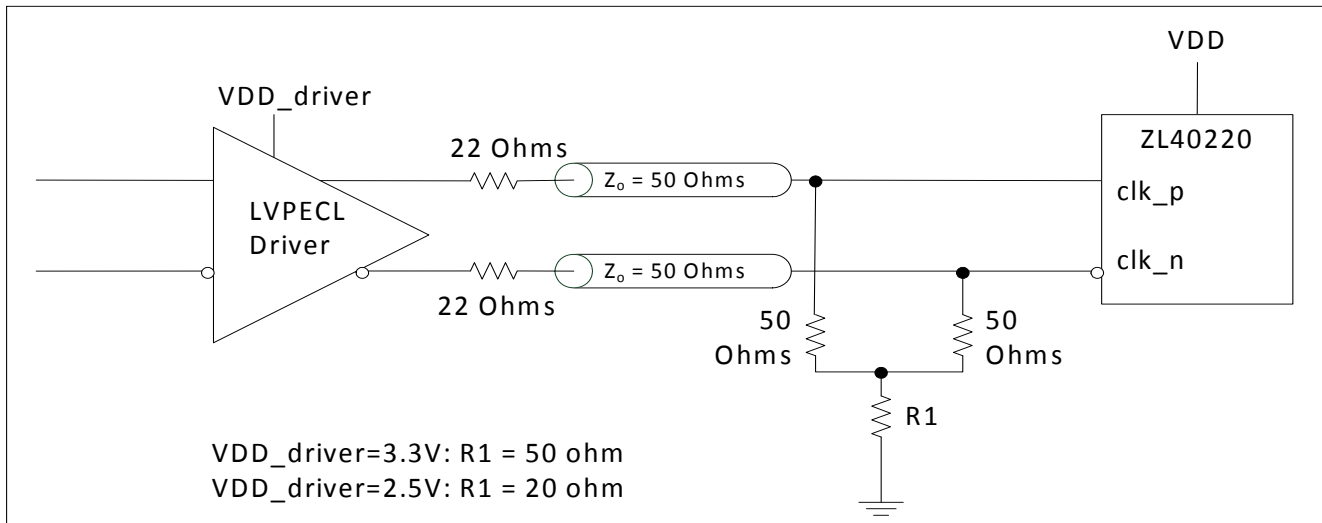 VDD
VDD_driver
ZL40220
22 Ohms
Zo = 50 Ohms
clk_p
LVPECL
Driver
clk_n
Zo = 50 Ohms
22 Ohms
50
Ohms
50
Ohms
R1
VDD_driver=3.3V: R1 = 50 ohm
VDD_driver=2.5V: R1 = 20 ohm